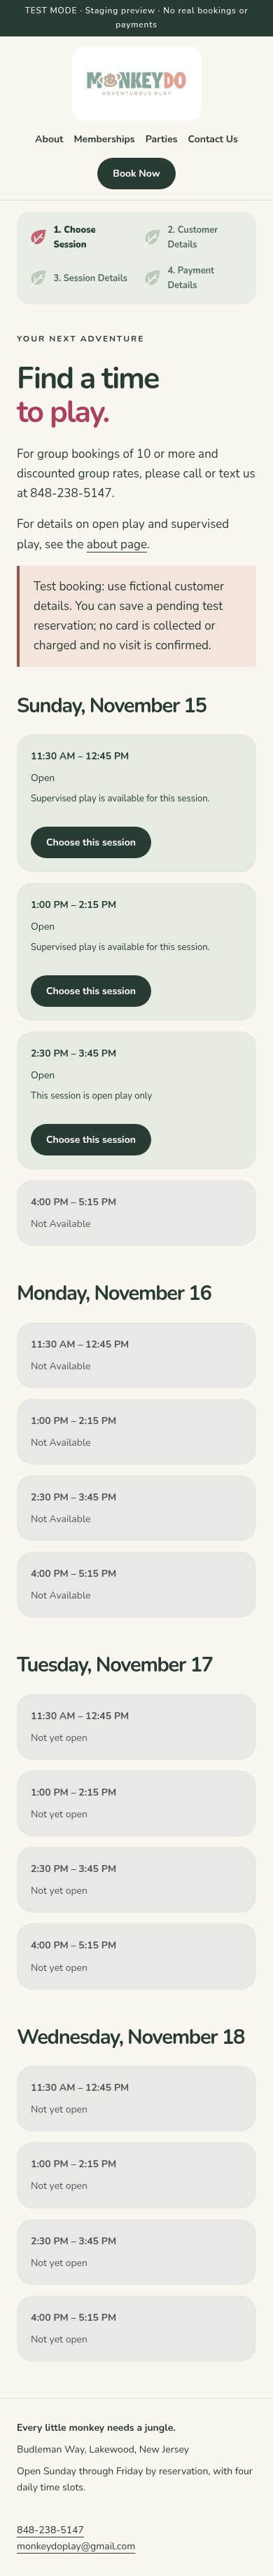 TEST MODE · Staging preview · No real bookings or
payments
MONKEYDO
ADVENTUROUS PLAY
About Memberships Parties Contact Us
Book Now
1. Choose
Session
2. Customer
Details
3. Session Details
4. Payment
Details
YOUR NEXT ADVENTURE
Find a time
to play.
For group bookings of 10 or more and
discounted group rates, please call or text us
at 848-238-5147.
For details on open play and supervised
play, see the about page.
Test booking: use fictional customer
details. You can save a pending test
reservation; no card is collected or
charged and no visit is confirmed.
Sunday, November 15
11:30 AM – 12:45 PM
Open
Supervised play is available for this session.
Choose this session
1:00 PM – 2:15 PM
Open
Supervised play is available for this session.
Choose this session
2:30 PM – 3:45 PM
Open
This session is open play only
Choose this session
4:00 PM – 5:15 PM
Not Available
Monday, November 16
11:30 AM – 12:45 PM
Not Available
1:00 PM – 2:15 PM
Not Available
2:30 PM – 3:45 PM
Not Available
4:00 PM – 5:15 PM
Not Available
Tuesday, November 17
11:30 AM – 12:45 PM
Not yet open
1:00 PM – 2:15 PM
Not yet open
2:30 PM – 3:45 PM
Not yet open
4:00 PM – 5:15 PM
Not yet open
Wednesday, November 18
11:30 AM – 12:45 PM
Not yet open
1:00 PM – 2:15 PM
Not yet open
2:30 PM – 3:45 PM
Not yet open
4:00 PM – 5:15 PM
Not yet open
Every little monkey needs a jungle.
Budleman Way, Lakewood, New Jersey
Open Sunday through Friday by reservation, with four
daily time slots.
848-238-5147
monkeydoplay@gmail.com